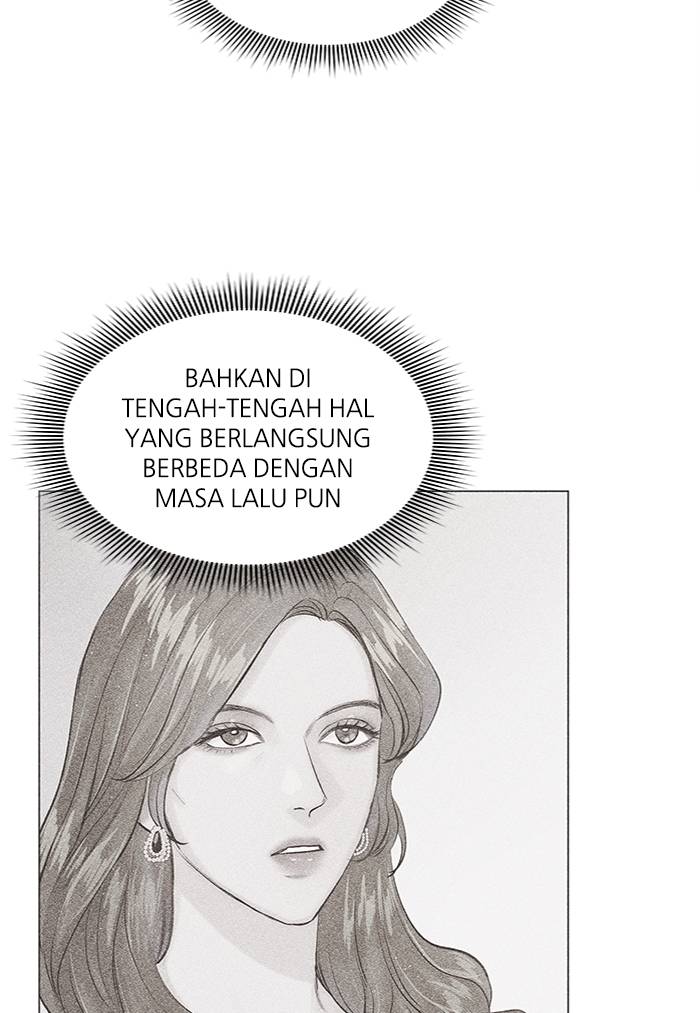 BAHKAN DI
TENGAH-TENGAH HAL
YANG BERLANGSUNG
BERBEDA DENGAN
MASA LALU PUN